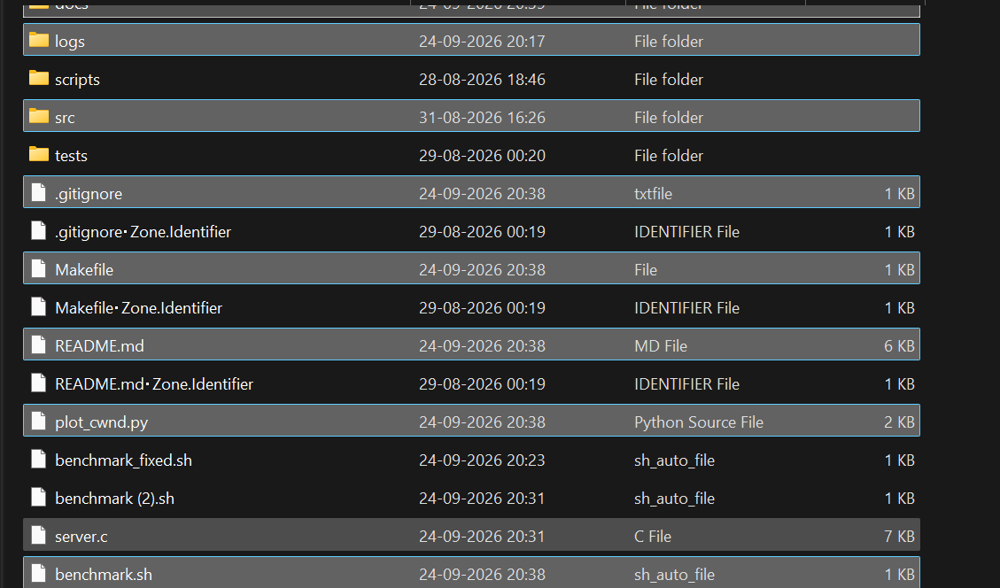 docs 24-09-2026 20:39 File folder
logs 24-09-2026 20:17 File folder
scripts 28-08-2026 18:46 File folder
src 31-08-2026 16:26 File folder
tests 29-08-2026 00:20 File folder
.gitignore 24-09-2026 20:38 txtfile 1 KB
.gitignore·Zone.Identifier 29-08-2026 00:19 IDENTIFIER File 1 KB
Makefile 24-09-2026 20:38 File 1 KB
Makefile·Zone.Identifier 29-08-2026 00:19 IDENTIFIER File 1 KB
README.md 24-09-2026 20:38 MD File 6 KB
README.md·Zone.Identifier 29-08-2026 00:19 IDENTIFIER File 1 KB
plot_cwnd.py 24-09-2026 20:38 Python Source File 2 KB
benchmark_fixed.sh 24-09-2026 20:23 sh_auto_file 1 KB
benchmark (2).sh 24-09-2026 20:31 sh_auto_file 1 KB
server.c 24-09-2026 20:31 C File 7 KB
benchmark.sh 24-09-2026 20:38 sh_auto_file 1 KB